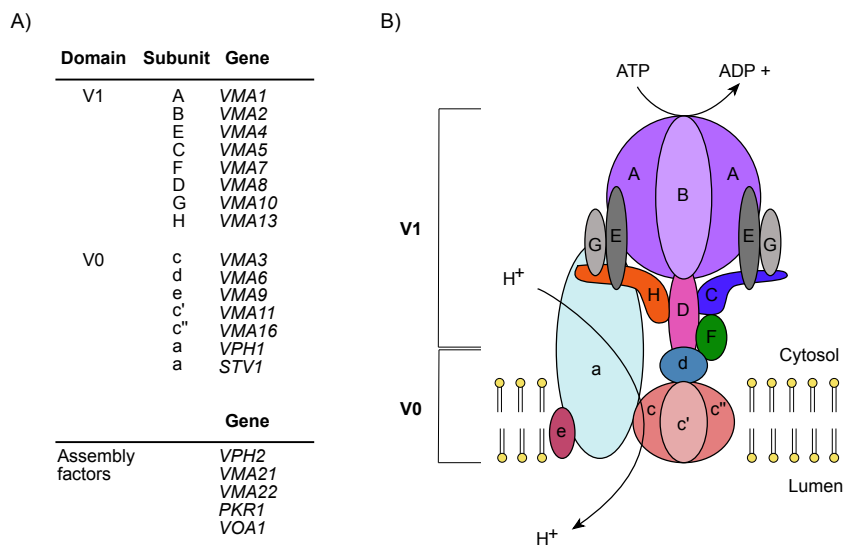 A)
Domain Subunit Gene
V1 A VMA1
B VMA2
E VMA4
C VMA5
F VMA7
D VMA8
G VMA10
H VMA13
V0 c VMA3
d VMA6
e VMA9
c' VMA11
c" VMA16
a VPH1
a STV1
Gene
Assembly VPH2
factors VMA21
VMA22
PKR1
VOA1
B)
ATP ADP +
A A
B
V1
G E E G
H+
H D C
F
Cytosol
a d
V0
c c' c"
e
Lumen
H+